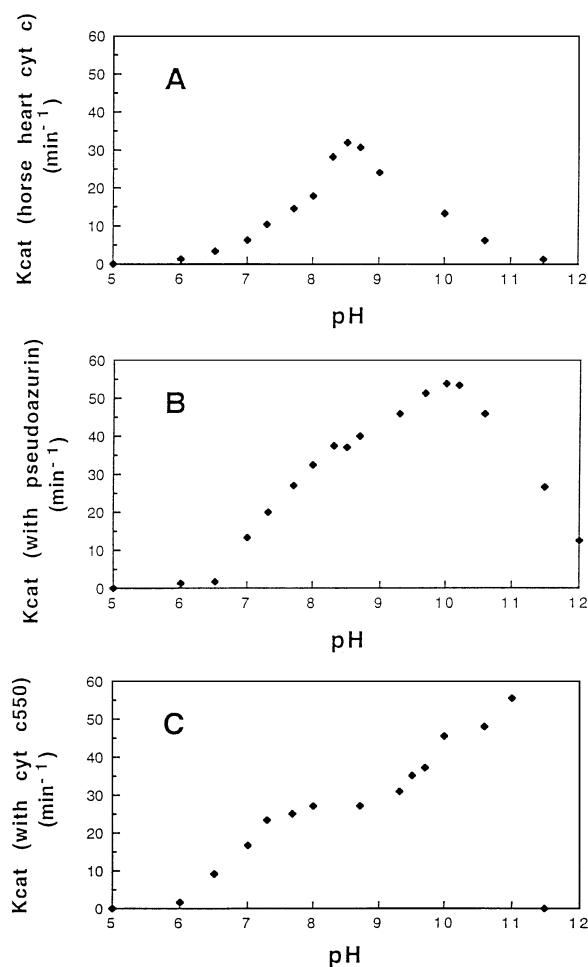 Kcat (horse heart cyt c)
(min-1)
60
50
40
30
20
10
0
A
5 6 7 8 9 10 11 12
pH
Kcat (with pseudoazurin)
(min-1)
60
50
40
30
20
10
0
B
5 6 7 8 9 10 11 12
pH
Kcat (with cyt c550)
(min-1)
60
50
40
30
20
10
0
C
5 6 7 8 9 10 11 12
pH